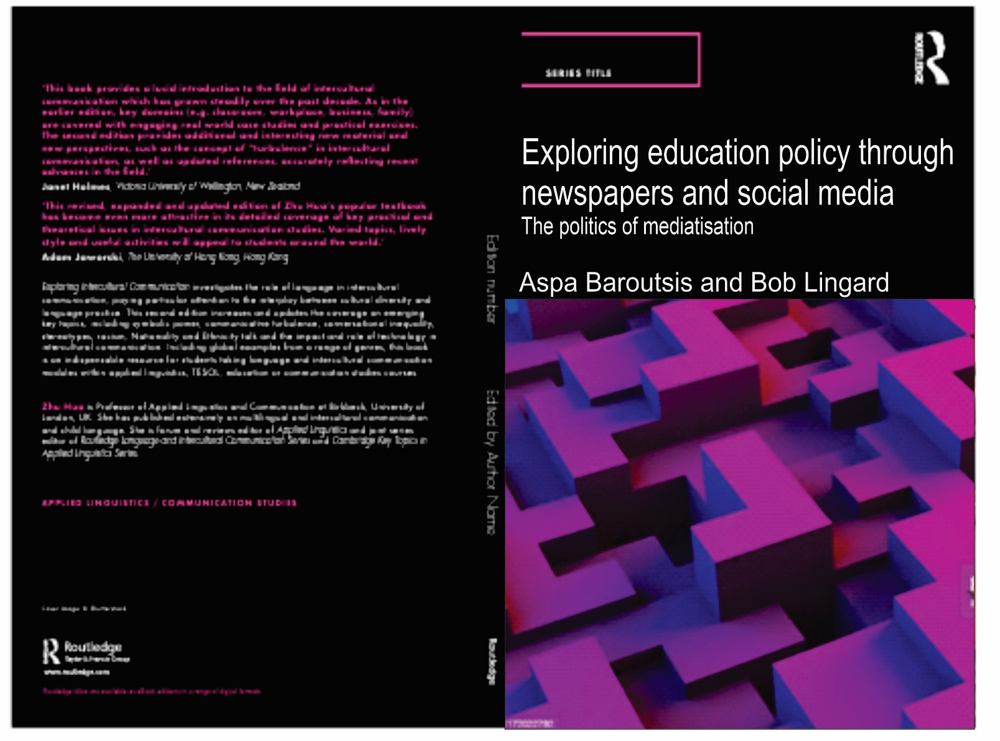 'This book provides a lucid introduction to the field of intercultural
communication which has grown steadily over the past decade. As in the
earlier edition, key domains (e.g. classroom, workplace, business, family)
are covered with engaging real world case studies and practical exercises.
The second edition provides additional and interesting new material and
new perspectives, such as the concept of "turbulence" in intercultural
communication, as well as updated references, accurately reflecting recent
advances in the field.'
Janet Holmes, Victoria University of Wellington, New Zealand
'This revised, expanded and updated edition of Zhu Hua's popular textbook
has become even more attractive in its detailed coverage of key practical and
theoretical issues in intercultural communication studies. Varied topics, lively
style and useful activities will appeal to students around the world.'
Adam Jaworski, The University of Hong Kong, Hong Kong
Exploring Intercultural Communication investigates the role of language in intercultural
communication, paying particular attention to the interplay between cultural diversity and
language practice. This second edition increases and updates the coverage on emerging
key topics, including symbolic power, communicative turbulence, conversational inequality,
stereotypes, racism, Nationality and Ethnicity talk and the impact and role of technology in
intercultural communication. Including global examples from a range of genres, this book
is an indispensable resource for students taking language and intercultural communication
modules within applied linguistics, TESOL, education or communication studies courses
Zhu Hua is Professor of Applied Linguistics and Communication at Birkbeck, University of
London, UK. She has published extensively on multilingual and intercultural communication
and child language. She is forum and reviews editor of Applied Linguistics and joint series
editor of Routledge Language and Intercultural Communication Series and Cambridge Key Topics in
Applied Linguistics Series
APPLIED LINGUISTICS / COMMUNICATION STUDIES
Cover image © Shutterstock
Routledge
Taylor & Francis Group
www.routledge.com
Routledge titles are available as eBook editions in a range of digital formats
Edition number
Edited by Author Name
Routledge
SERIES TITLE
ROUTLEDGE
Exploring education policy through
newspapers and social media
The politics of mediatisation
Aspa Baroutsis and Bob Lingard